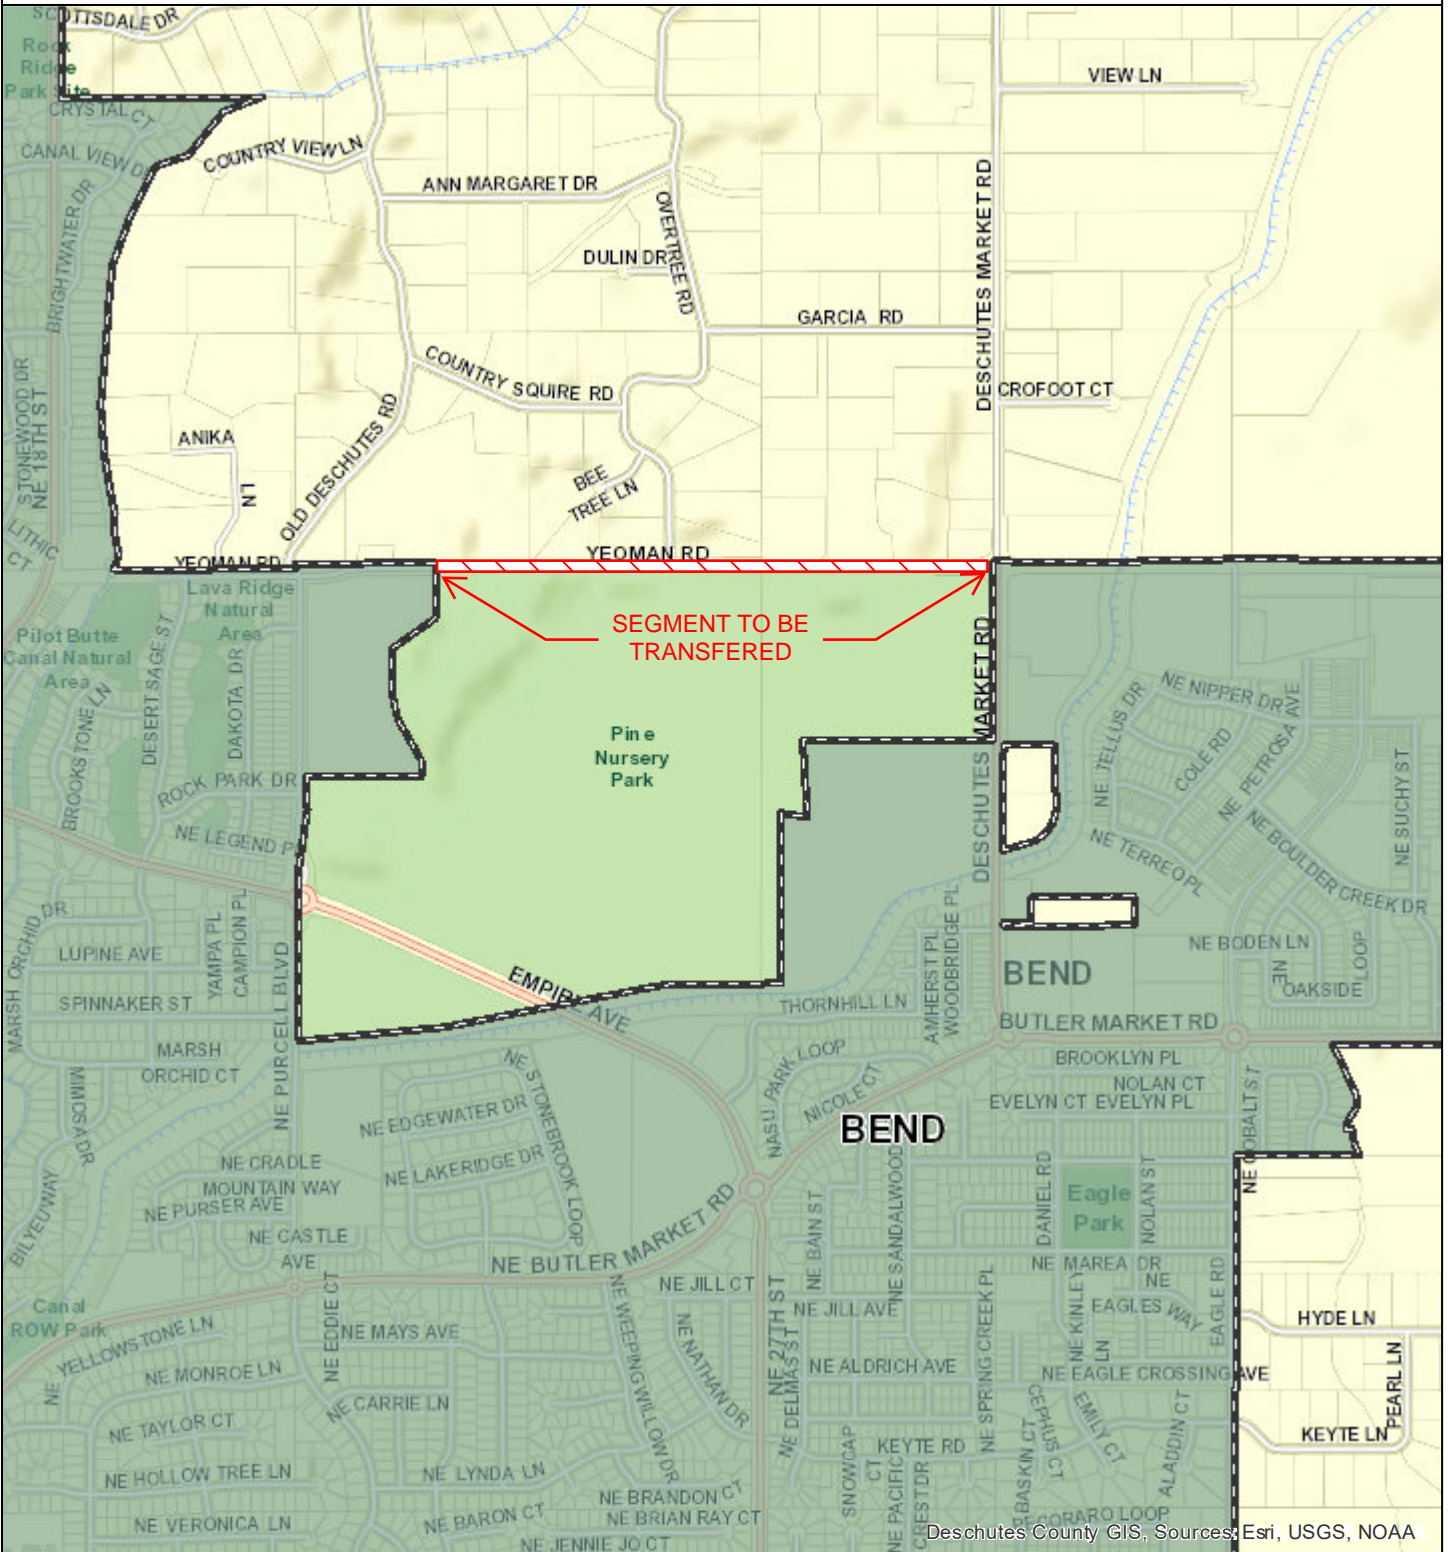 SCOTTSDALE DR
Rock
Ridge
Park Site
CRYSTAL CT
CANAL VIEW D
BRIGHTWATER DR
STONEWOOD DR
NE 18TH ST
LITHIC
CT
COUNTRY VIEW LN
ANN MARGARET DR
OVERTREE RD
DULIN DR
VIEW LN
DESCHUTES MARKET RD
GARCIA RD
COUNTRY SQUIRE RD
CROFOOT CT
ANIKA
LN
OLD DESCHUTES RD
BEE
TREE LN
YEOMAN RD
YEOMAN RD
SEGMENT TO BE
TRANSFERED
Lava Ridge
Natural
Area
Pilot Butte
Canal Natural
Area
BROOKSTONE LN
DESERT SAGE ST
DAKOTA DR
ROCK PARK DR
NE LEGEND P
Pine
Nursery
Park
MARKET RD
DESCHUTES
NE NIPPER DR
NE JELLUS DR
COLE RD
NE PETROSA AVE
NE TERREO PL
NE BOULDER CREEK DR
NE SUCHY ST
MARSH ORCHID DR
LUPINE AVE
YAMPA PL
CAMPION PL
SPINNAKER ST
NE PURCELL BLVD
MARSH
ORCHID CT
MIMOSA DR
EMPIRE AVE
THORNHILL LN
AMHERST PL
WOODBRIDGE PL
BEND
NE BODEN LN
NE
OAKSIDE
LOOP
BUTLER MARKET RD
BROOKLYN PL
NOLAN CT
EVELYN CT
EVELYN PL
NE COBALT ST
NASU PARK LOOP
NICOLE CT
BEND
NE STONEBROOK LOOP
NE EDGEWATER DR
NE LAKERIDGE DR
NE CRADLE
MOUNTAIN WAY
NE PURSER AVE
BILYEU WAY
NE CASTLE
AVE
NE BUTLER MARKET RD
NE BAIN ST
NE SANDALWOOD
DANIEL RD
Eagle
Park
NOLAN ST
NE MAREA DR
NE
EAGLES WAY
EAGLE RD
NE KINLEY
LN
Canal
ROW Park
NE YELLOWSTONE LN
NE EDDIE CT
NE MAYS AVE
NE MONROE LN
NE CARRIE LN
NE TAYLOR CT
NE HOLLOW TREE LN
NE VERONICA LN
NE LYNDA LN
NE BARON CT
NE WEEPING WILLOW DR
NE JILL CT
NE NATHAN DR
NE 27TH ST
NE DELMAS ST
NE JILL AVE
NE ALDRICH AVE
NE SPRING CREEK PL
NE EAGLE CROSSING AVE
HYDE LN
PEARL LN
KEYTE LN
KEYTE RD
SNOWCAP
CT
NE PACIFIC
CREST DR
BASKIN CT
CEPHUS CT
EMILY CT
ALADDIN CT
PECORARO LOOP
NE BRANDON CT
NE BRIAN RAY CT
NE JENNIE JO CT
Deschutes County GIS, Sources: Esri, USGS, NOAA